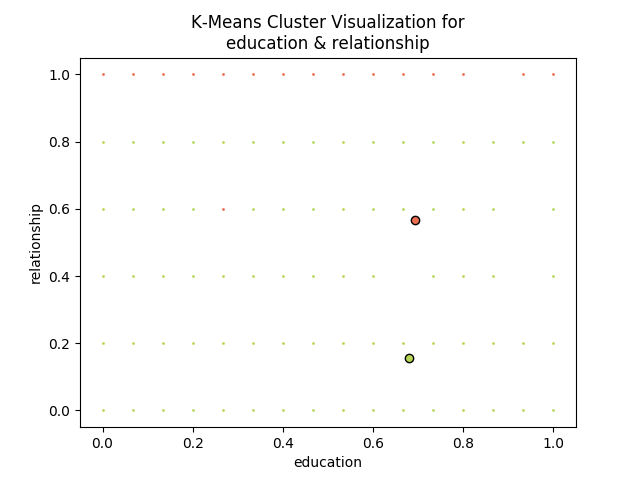 K-Means Cluster Visualization for
education & relationship
1.0
0.8
0.6
0.4
0.2
0.0
relationship
0.0 0.2 0.4 0.6 0.8 1.0
education